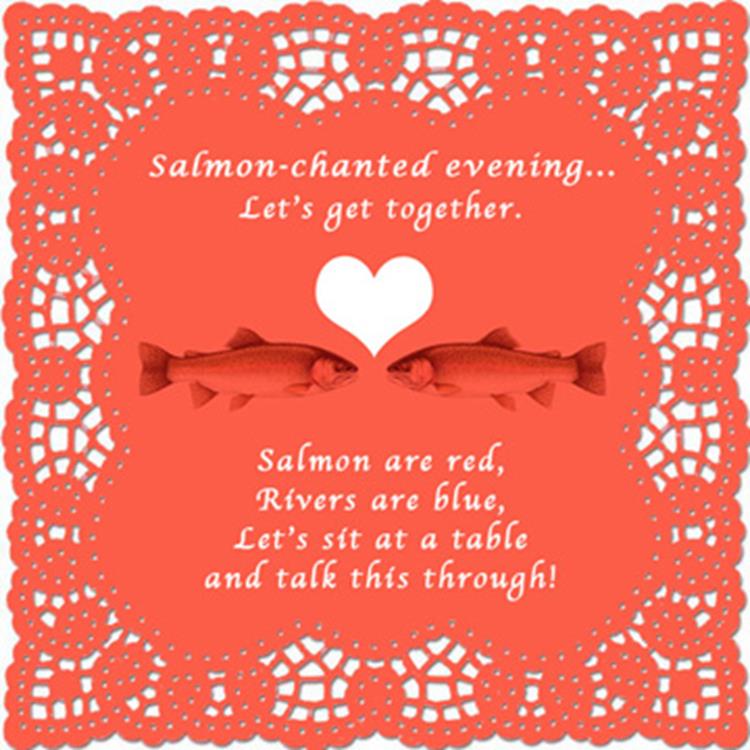 Salmon-chanted evening...
Let's get together.
Salmon are red,
Rivers are blue,
Let's sit at a table
and talk this through!